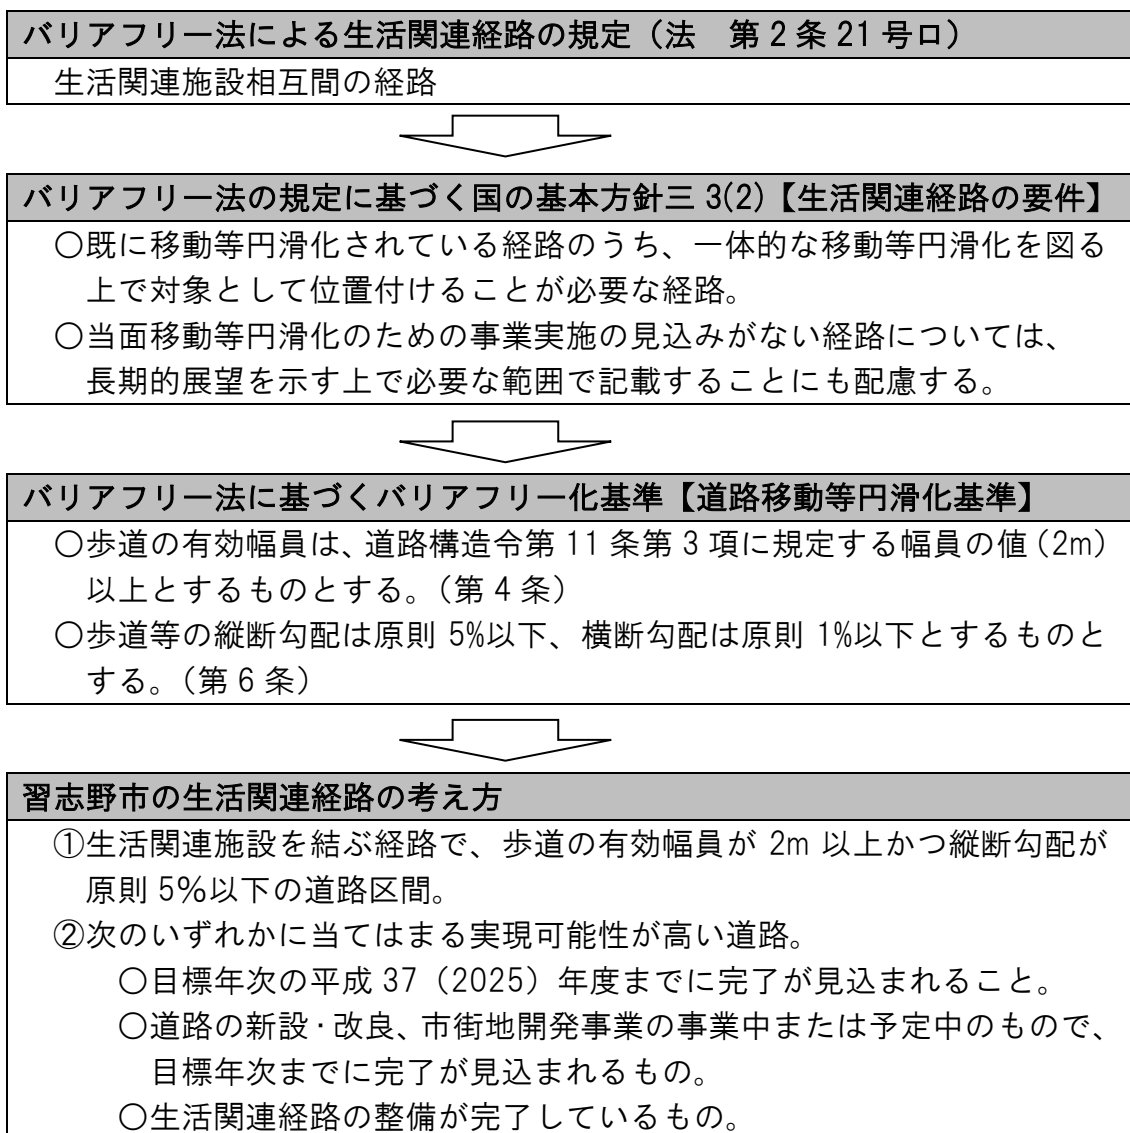 バリアフリー法による生活関連経路の規定（法　第2条21号ロ）
生活関連施設相互間の経路
バリアフリー法の規定に基づく国の基本方針三 3(2)【生活関連経路の要件】
○既に移動等円滑化されている経路のうち、一体的な移動等円滑化を図る
上で対象として位置付けることが必要な経路。
○当面移動等円滑化のための事業実施の見込みがない経路については、
長期的展望を示す上で必要な範囲で記載することにも配慮する。
バリアフリー法に基づくバリアフリー化基準【道路移動等円滑化基準】
○歩道の有効幅員は、道路構造令第 11 条第 3 項に規定する幅員の値（2m）
以上とするものとする。（第 4 条）
○歩道等の縦断勾配は原則 5%以下、横断勾配は原則 1%以下とするものと
する。（第 6 条）
習志野市の生活関連経路の考え方
①生活関連施設を結ぶ経路で、歩道の有効幅員が 2m 以上かつ縦断勾配が
原則 5%以下の道路区間。
②次のいずれかに当てはまる実現可能性が高い道路。
○目標年次の平成 37（2025）年度までに完了が見込まれること。
○道路の新設・改良、市街地開発事業の事業中または予定中のもので、
目標年次までに完了が見込まれるもの。
○生活関連経路の整備が完了しているもの。